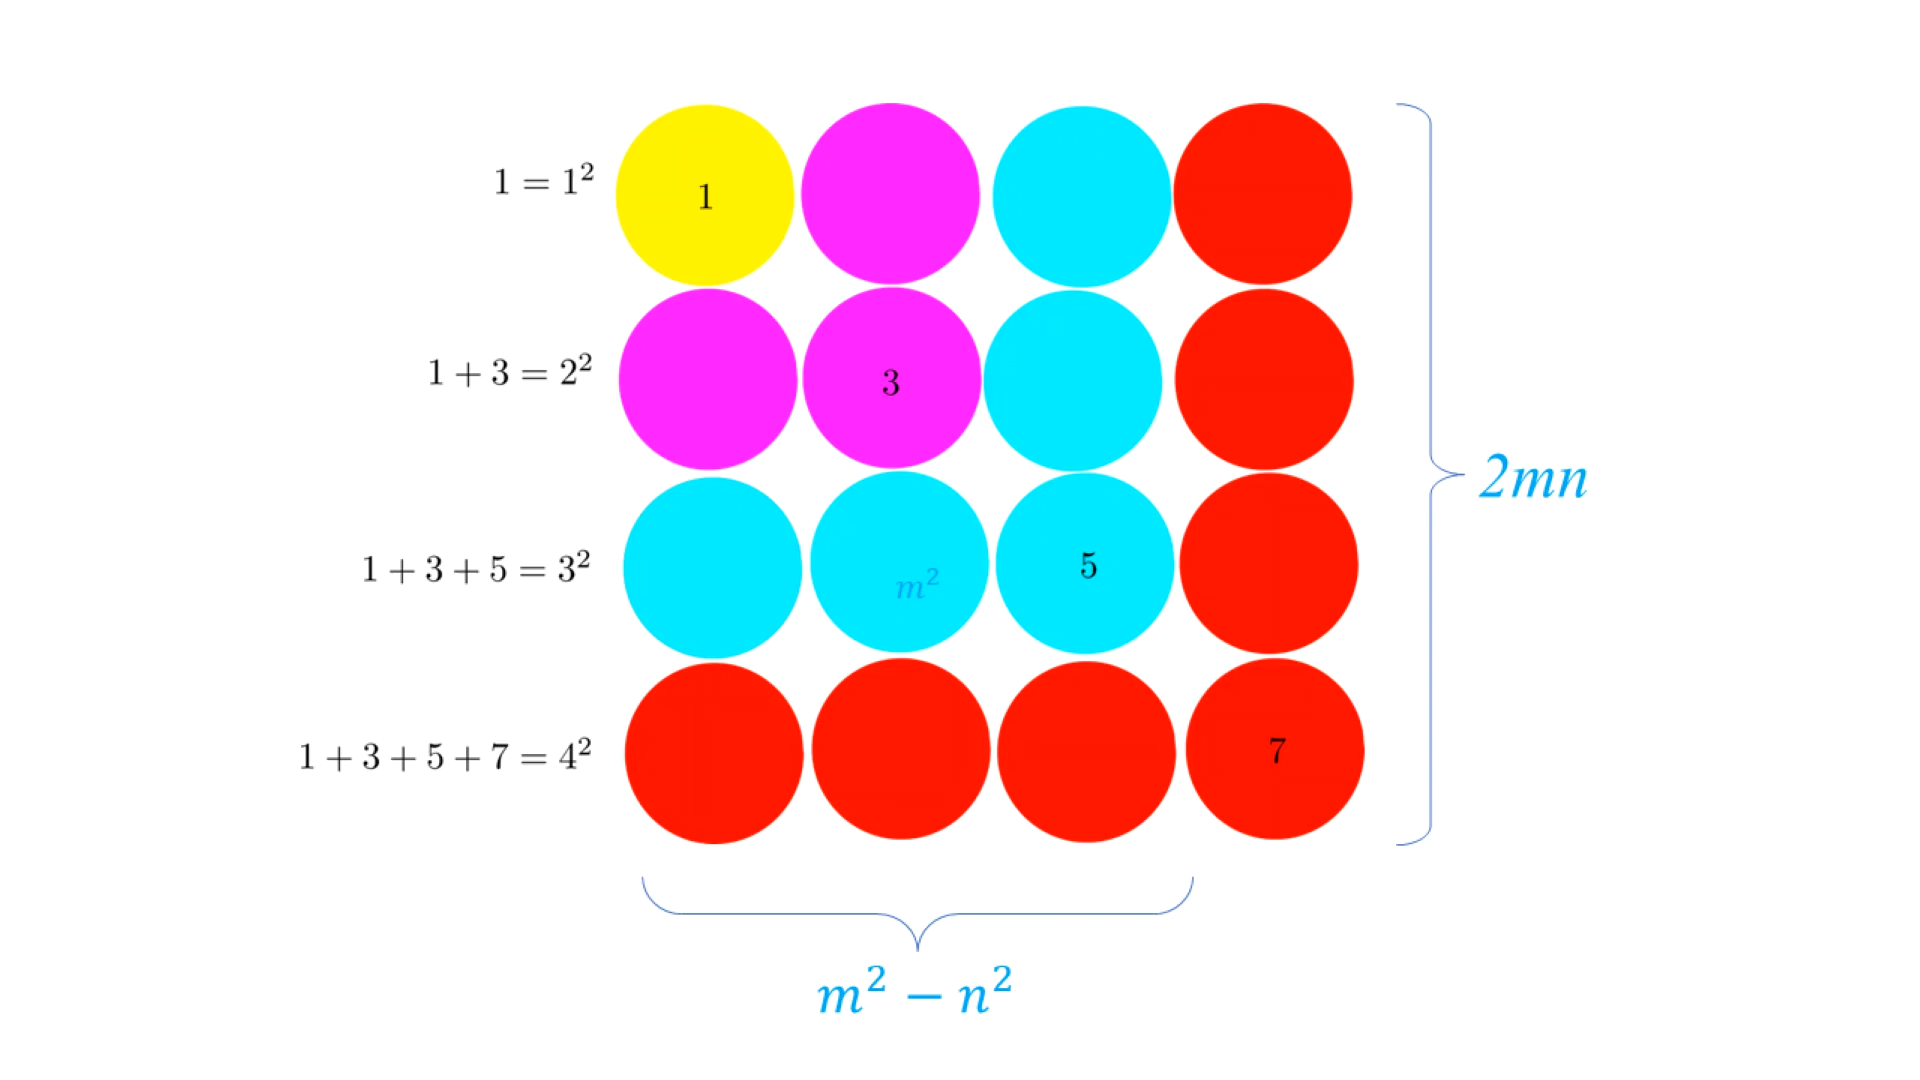 1 = 1²
1
1 + 3 = 2²
3
2mn
1 + 3 + 5 = 3²
m²
5
1 + 3 + 5 + 7 = 4²
7
m² − n²